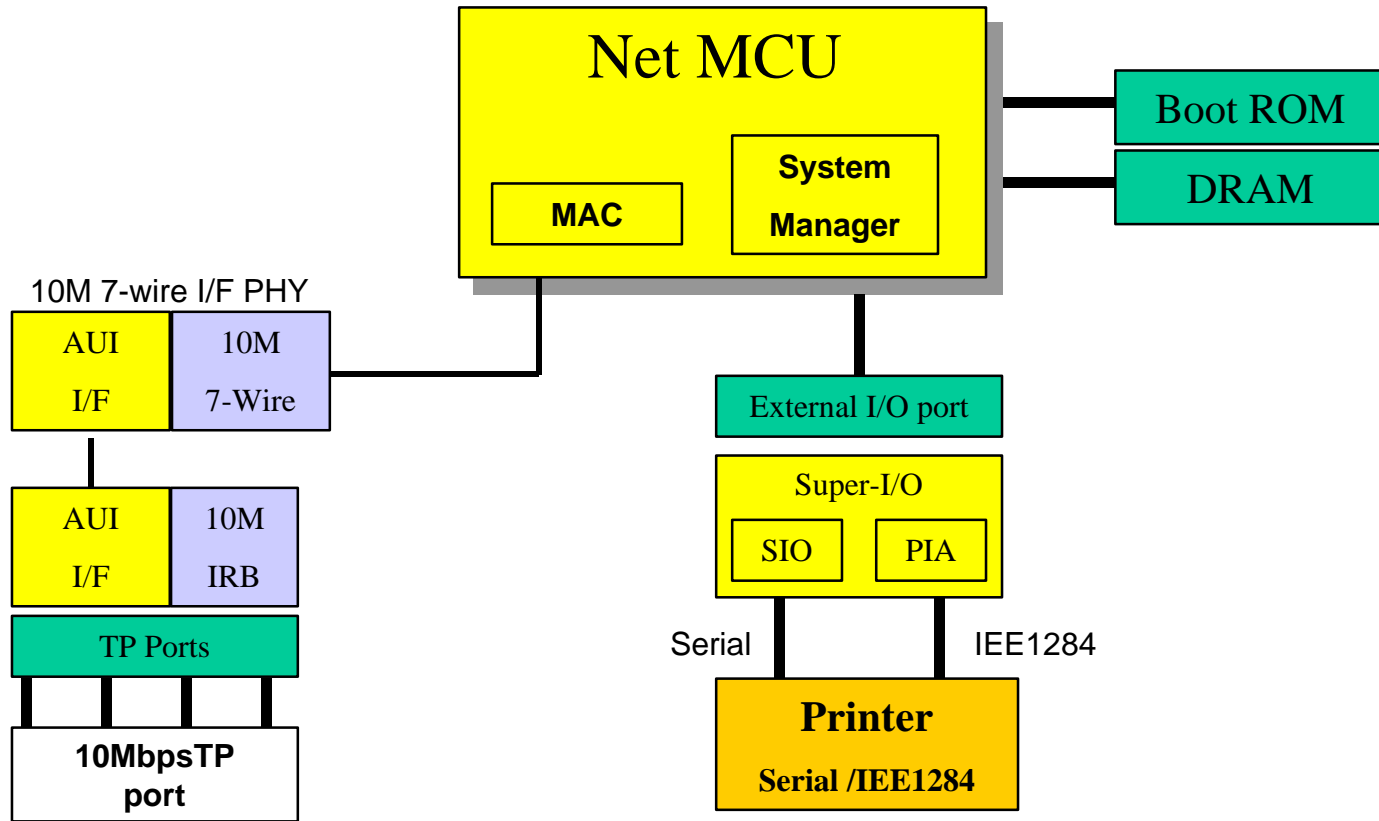 Net MCU
Boot ROM
System
Manager
MAC
DRAM
10M 7-wire I/F PHY
AUI
I/F
10M
7-Wire
External I/O port
AUI
I/F
10M
IRB
Super-I/O
SIO
PIA
TP Ports
Serial
IEE1284
10MbpsTP
port
Printer
Serial /IEE1284